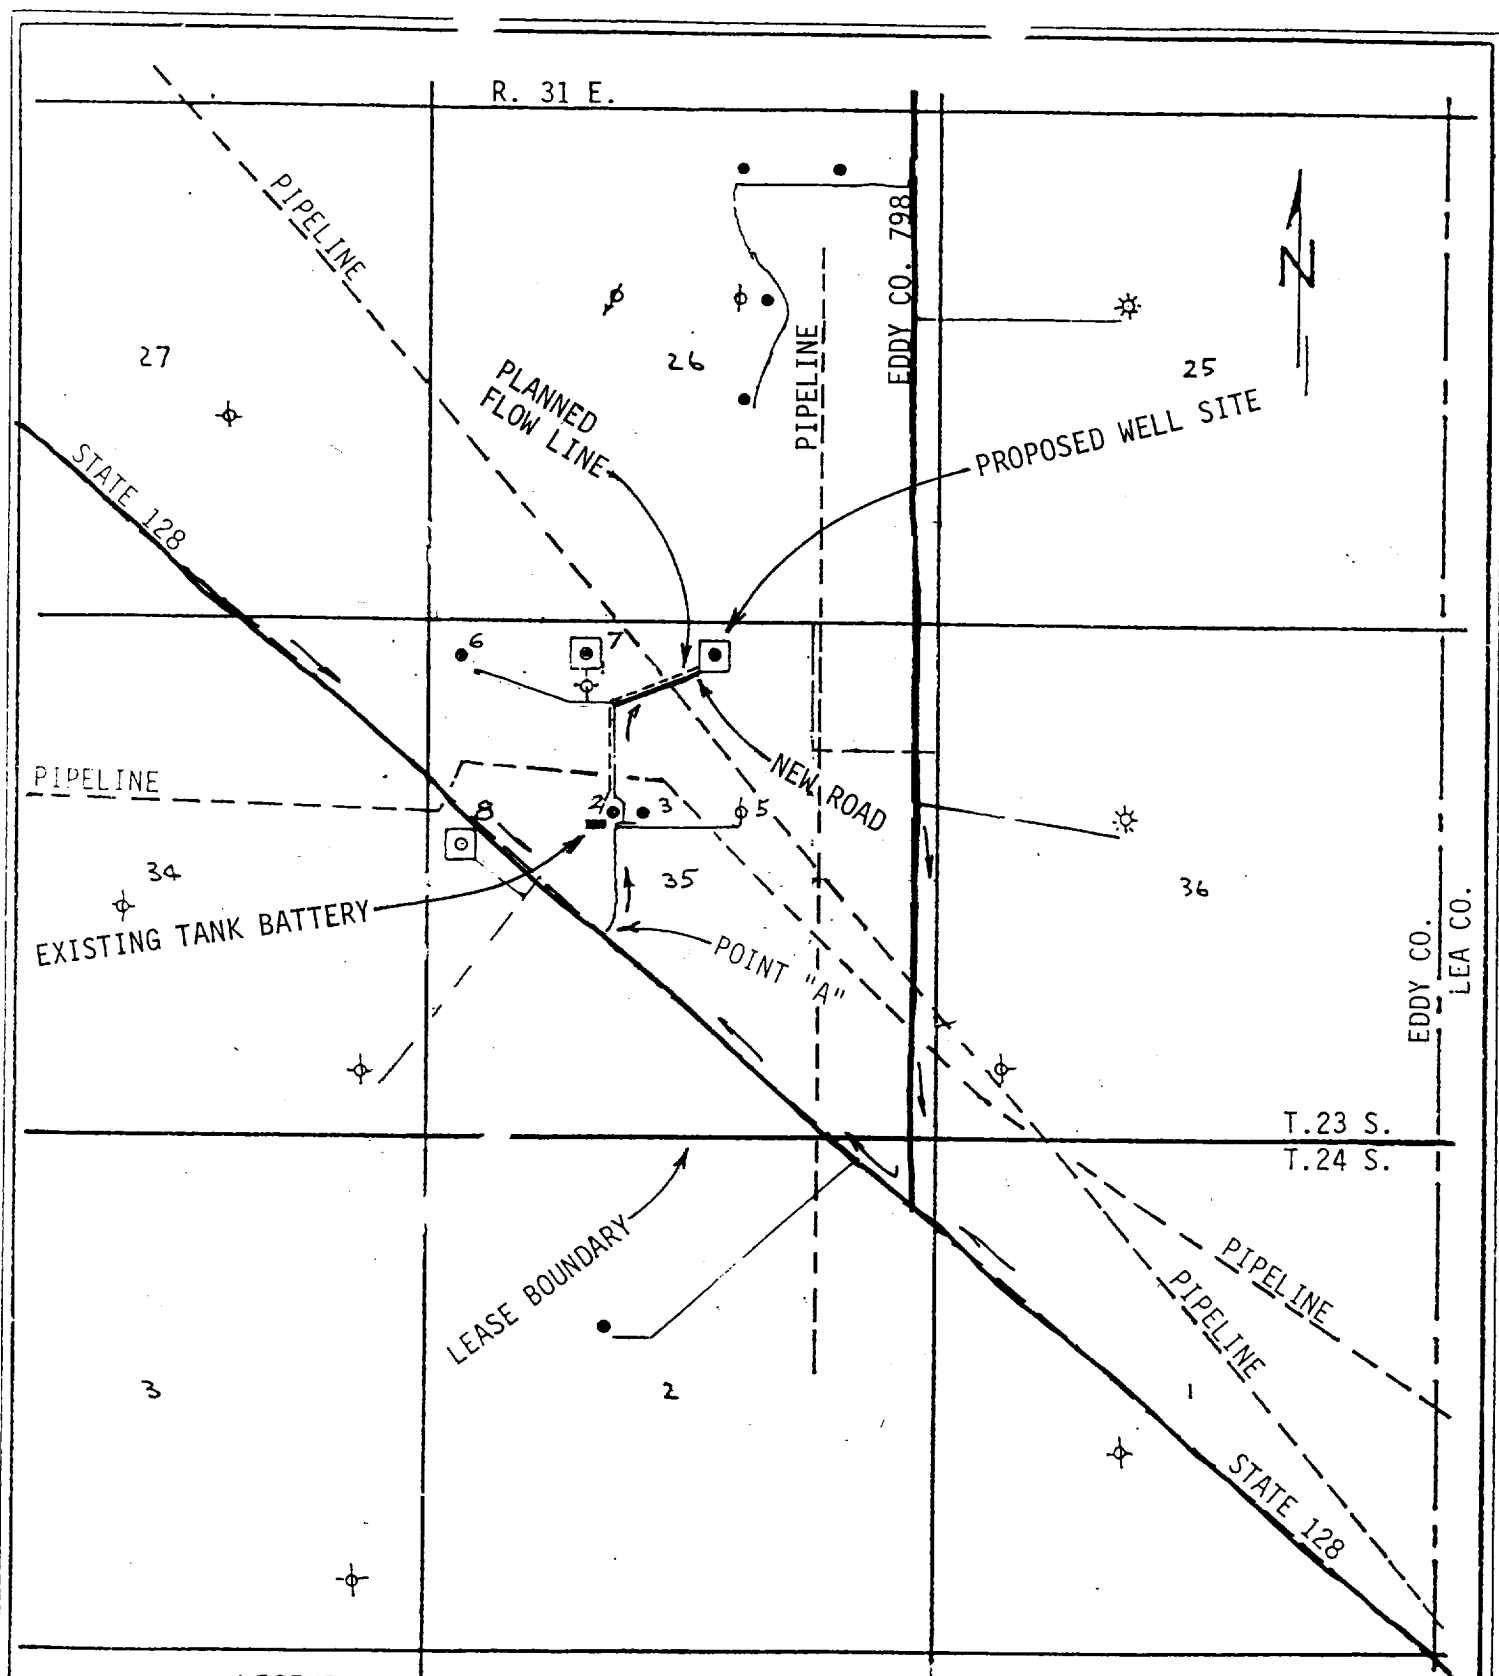 R. 31 E.
PIPELINE
EDDY CO. 798
N
27
26
PIPELINE
25
PLANNED
FLOW LINE
PROPOSED WELL SITE
STATE 128
6
7
PIPELINE
NEW ROAD
8
2
3
5
34
35
36
EXISTING TANK BATTERY
POINT "A"
EDDY CO.
LEA CO.
T.23 S.
T.24 S.
LEASE BOUNDARY
PIPELINE
PIPELINE
3
2
1
STATE 128